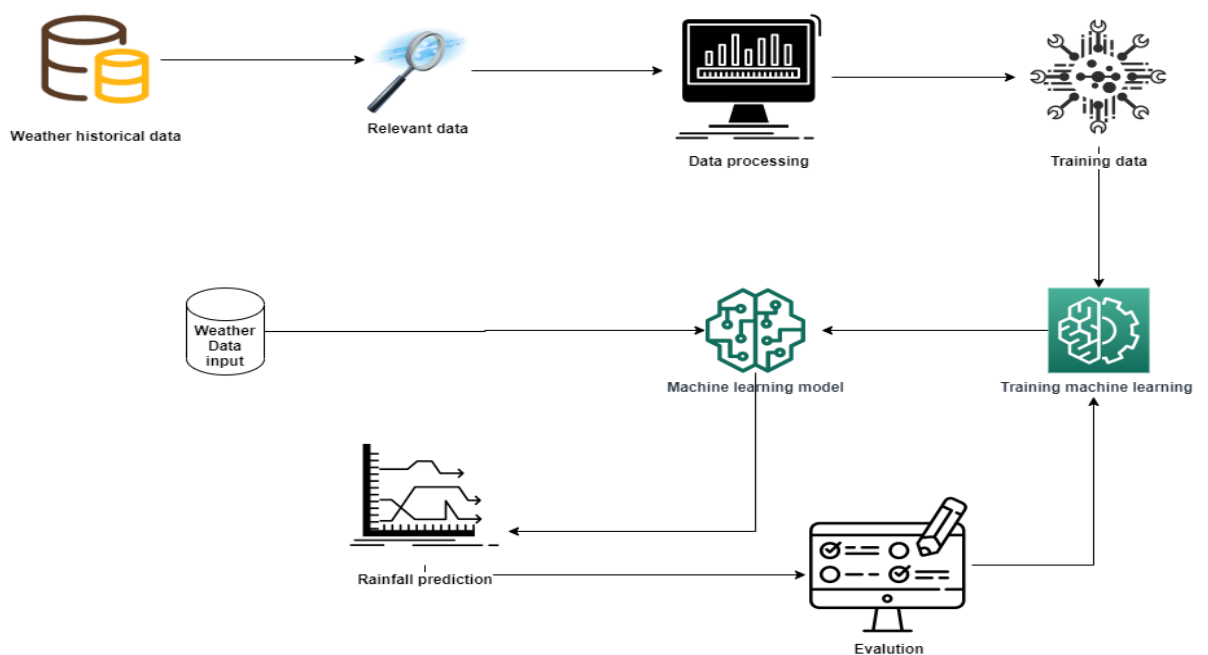 Weather historical data
Relevant data
Data processing
Training data
Weather
Data
input
Machine learning model
Training machine learning
Rainfall prediction
Evalution